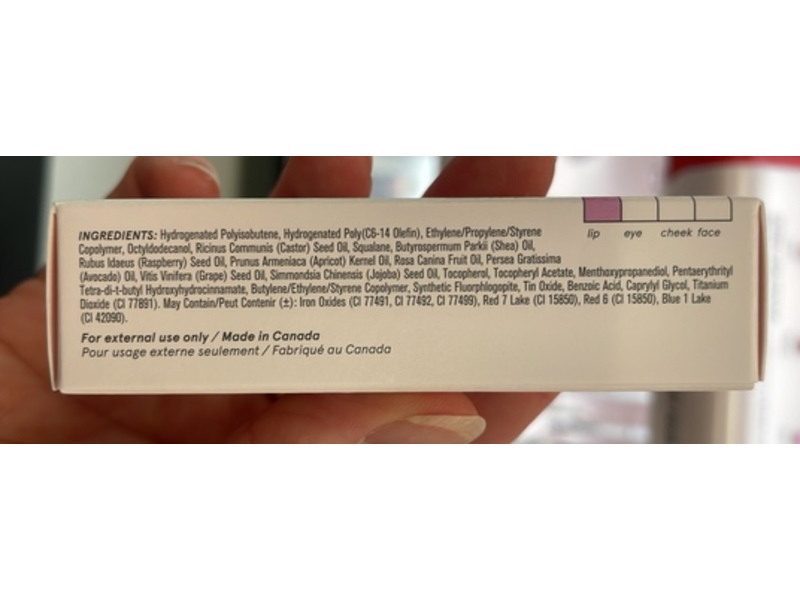 INGREDIENTS: Hydrogenated Polyisobutene, Hydrogenated Poly(C6-14 Olefin), Ethylene/Propylene/Styrene
Copolymer, Octyldodecanol, Ricinus Communis (Castor) Seed Oil, Squalane, Butyrospermum Parkii (Shea) Oil,
Rubus Idaeus (Raspberry) Seed Oil, Prunus Armeniaca (Apricot) Kernel Oil, Rosa Canina Fruit Oil, Persea Gratissima
(Avocado) Oil, Vitis Vinifera (Grape) Seed Oil, Simmondsia Chinensis (Jojoba) Seed Oil, Tocopherol, Tocopheryl Acetate, Menthoxypropanediol, Pentaerythrityl
Tetra-di-t-butyl Hydroxyhydrocinnamate, Butylene/Ethylene/Styrene Copolymer, Synthetic Fluorphlogopite, Tin Oxide, Benzoic Acid, Caprylyl Glycol, Titanium
Dioxide (CI 77891). May Contain/Peut Contenir (±): Iron Oxides (CI 77491, CI 77492, CI 77499), Red 7 Lake (CI 15850), Red 6 (CI 15850), Blue 1 Lake
(CI 42090).
For external use only / Made in Canada
Pour usage externe seulement / Fabriqué au Canada
lip eye cheek face